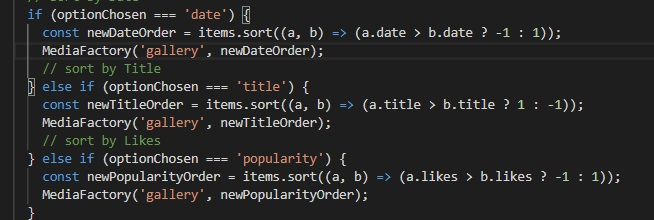 if (optionChosen === 'date') {
const newDateOrder = items.sort((a, b) => (a.date > b.date ? -1 : 1));
MediaFactory('gallery', newDateOrder);
// sort by Title
} else if (optionChosen === 'title') {
const newTitleOrder = items.sort((a, b) => (a.title > b.title ? 1 : -1));
MediaFactory('gallery', newTitleOrder);
// sort by Likes
} else if (optionChosen === 'popularity') {
const newPopularityOrder = items.sort((a, b) => (a.likes > b.likes ? -1 : 1));
MediaFactory('gallery', newPopularityOrder);
}